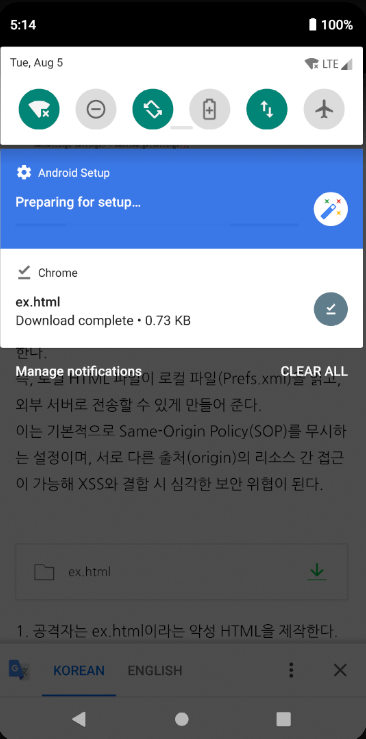 5:14
100%
Tue, Aug 5
LTE
Android Setup
Preparing for setup...
Chrome
ex.html
Download complete • 0.73 KB
한다.
Manage notifications
CLEAR ALL
즉, 로컬 HTML 파일이 로컬 파일(Prefs.xml)을 읽고,
외부 서버로 전송할 수 있게 만들어 준다.
이는 기본적으로 Same-Origin Policy(SOP)를 무시하
는 설정이며, 서로 다른 출처(origin)의 리소스 간 접근
이 가능해 XSS와 결합 시 심각한 보안 위협이 된다.
ex.html
1. 공격자는 ex.html이라는 악성 HTML을 제작한다.
KOREAN
ENGLISH